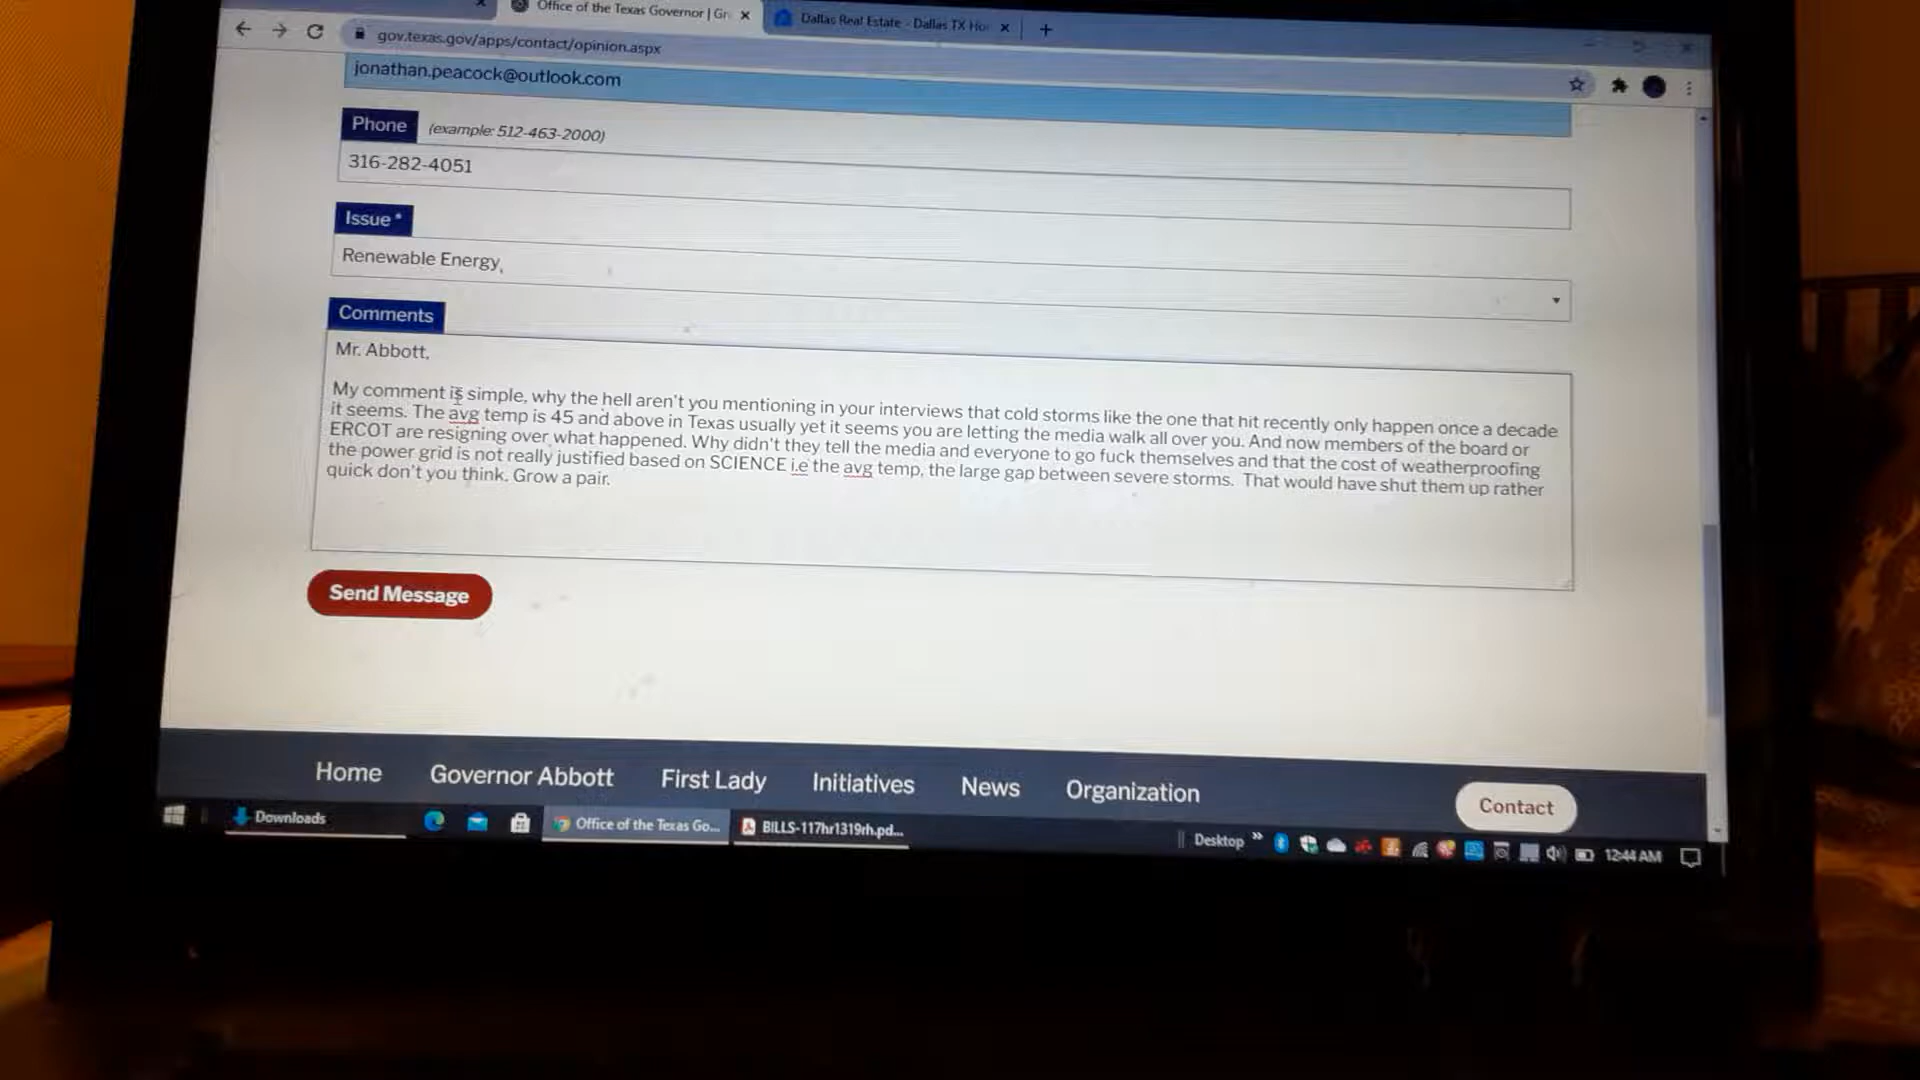 Office of the Texas Governor | Gr
Dallas Real Estate - Dallas TX Ho
gov.texas.gov/apps/contact/opinion.aspx
jonathan.peacock@outlook.com
Phone (example: 512-463-2000)
316-282-4051
Issue *
Renewable Energy,
Comments
Mr. Abbott,
My comment is simple, why the hell aren't you mentioning in your interviews that cold storms like the one that hit recently only happen once a decade
it seems. The avg temp is 45 and above in Texas usually yet it seems you are letting the media walk all over you. And now members of the board or
ERCOT are resigning over what happened. Why didn't they tell the media and everyone to go fuck themselves and that the cost of weatherproofing
the power grid is not really justified based on SCIENCE i.e the avg temp, the large gap between severe storms. That would have shut them up rather
quick don't you think. Grow a pair.
Send Message
Home Governor Abbott First Lady Initiatives News Organization Contact
Downloads Office of the Texas Go... BILLS-117hr1319rh.pd... Desktop 12:44 AM